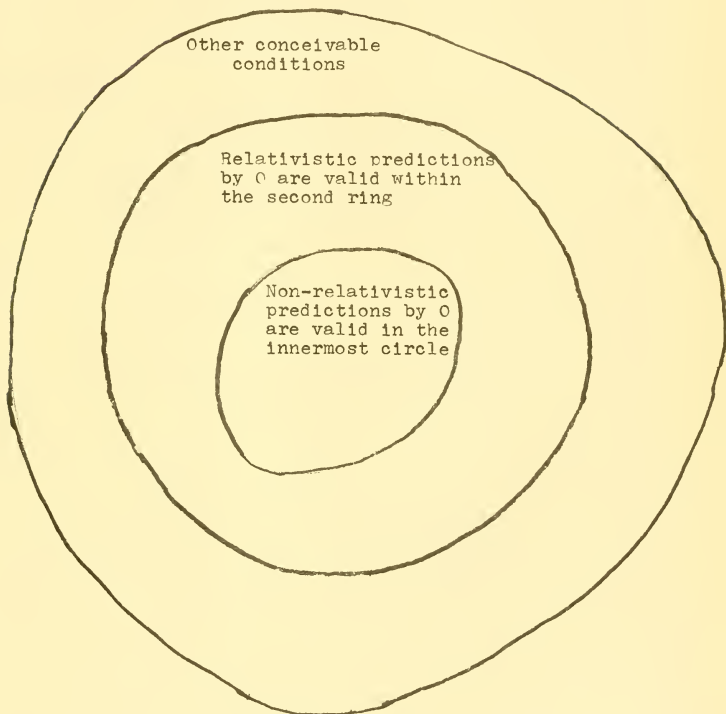 Other conceivable
conditions
Relativistic predictions
by O are valid within
the second ring
Non-relativistic
predictions by O
are valid in the
innermost circle